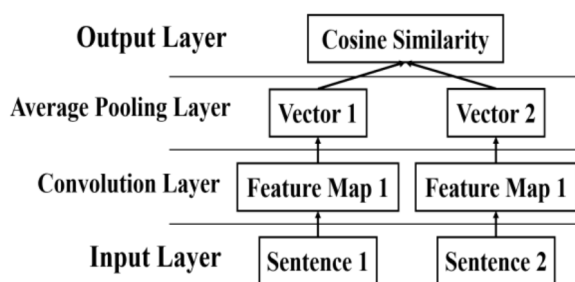 Output Layer
Cosine Similarity
Average Pooling Layer
Vector 1
Vector 2
Convolution Layer
Feature Map 1
Feature Map 1
Input Layer
Sentence 1
Sentence 2